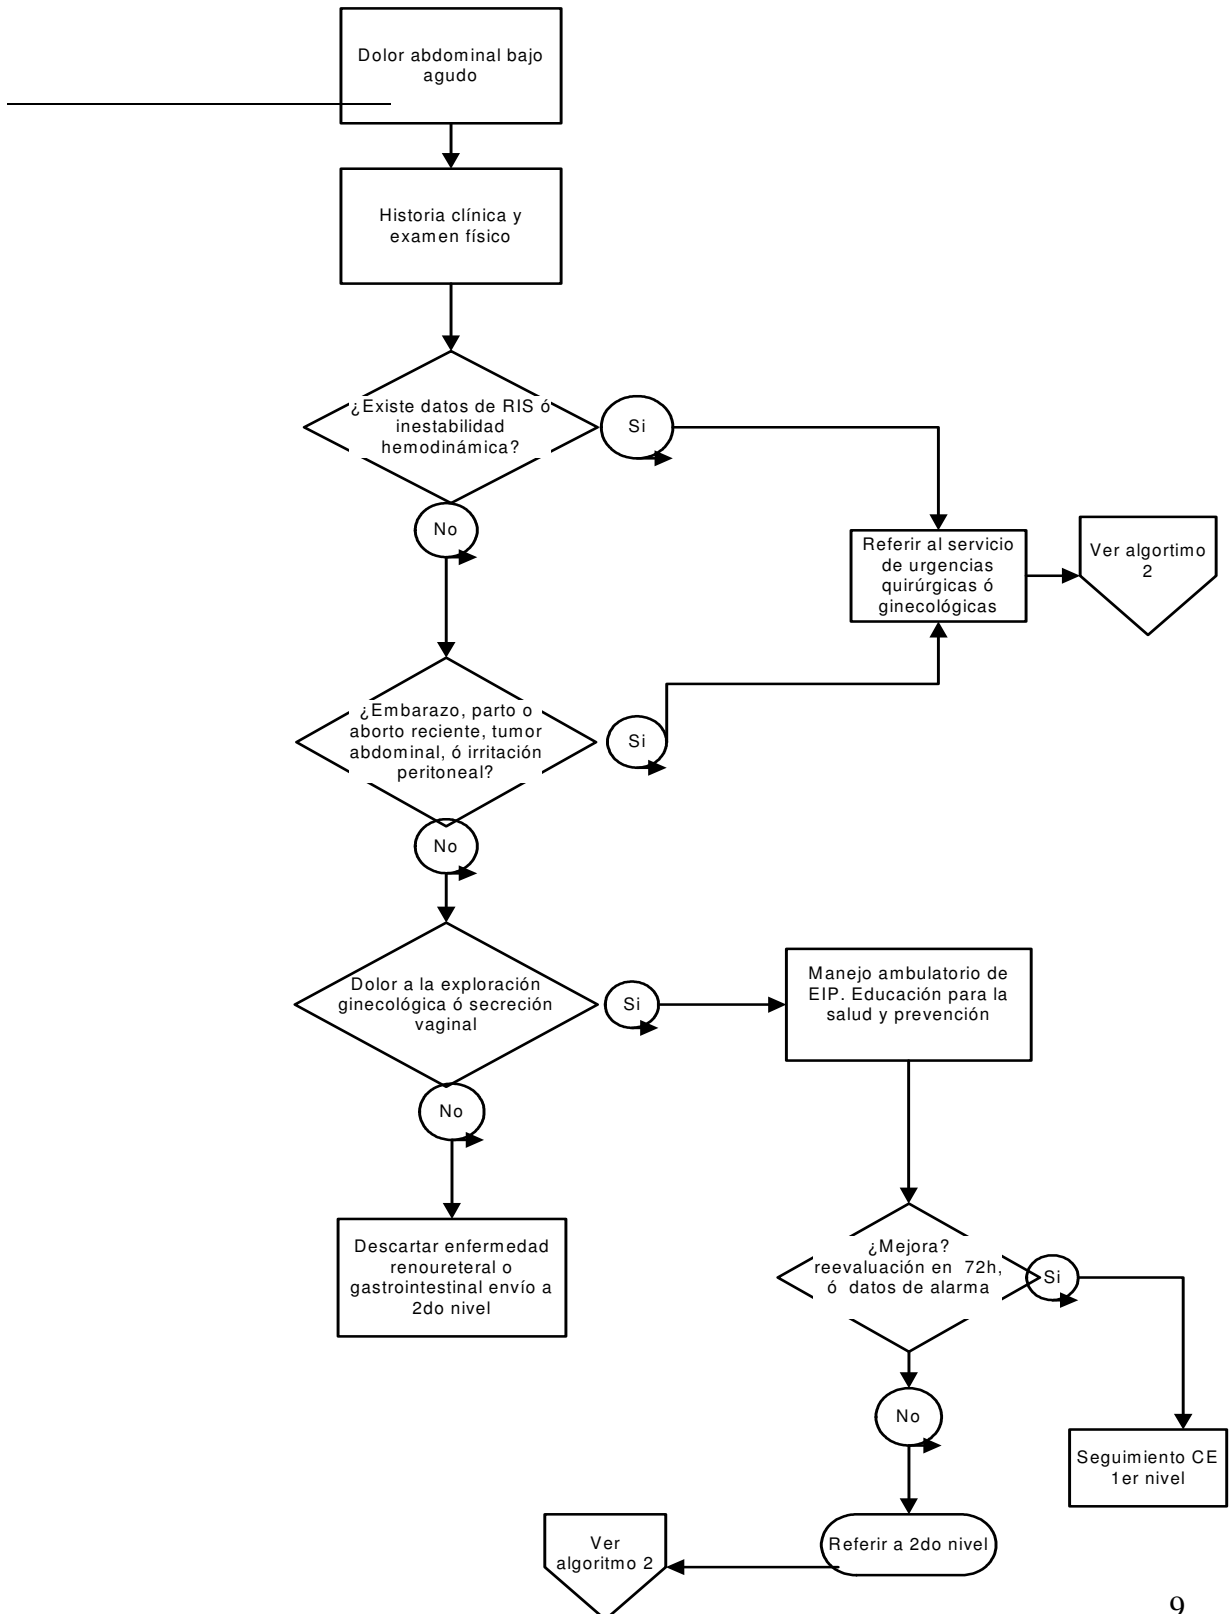 Dolor abdominal bajo
agudo
Historia clínica y
examen físico
¿Existe datos de RIS ó
inestabilidad
hemodinámica?
Si
No
Referir al servicio
de urgencias
quirúrgicas ó
ginecológicas
Ver algortimo
2
¿Embarazo, parto o
aborto reciente, tumor
abdominal, ó irritación
peritoneal?
Si
No
Dolor a la exploración
ginecológica ó secreción
vaginal
Si
Manejo ambulatorio de
EIP. Educación para la
salud y prevención
No
Descartar enfermedad
renoureteral o
gastrointestinal envío a
2do nivel
¿Mejora?
reevaluación en 72h,
ó datos de alarma
Si
No
Seguimiento CE
1er nivel
Referir a 2do nivel
Ver
algoritmo 2
9